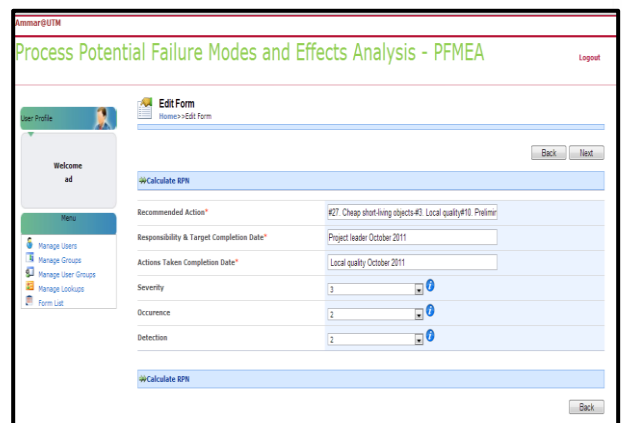 Ammar@UTM
Process Potential Failure Modes and Effects Analysis - PFMEA
Logout
User Profile
Edit Form
Home>>Edit Form
Welcome
ad
Back Next
Calculate RPN
Menu
Manage Users
Manage Groups
Manage User Groups
Manage Lookups
Form List
Recommended Action* #27. Cheap short-living objects-#3. Local quality#10. Prelimir
Responsibility & Target Completion Date* Project leader October 2011
Actions Taken Completion Date* Local quality October 2011
Severity 3
Occurence 2
Detection 2
Calculate RPN
Back